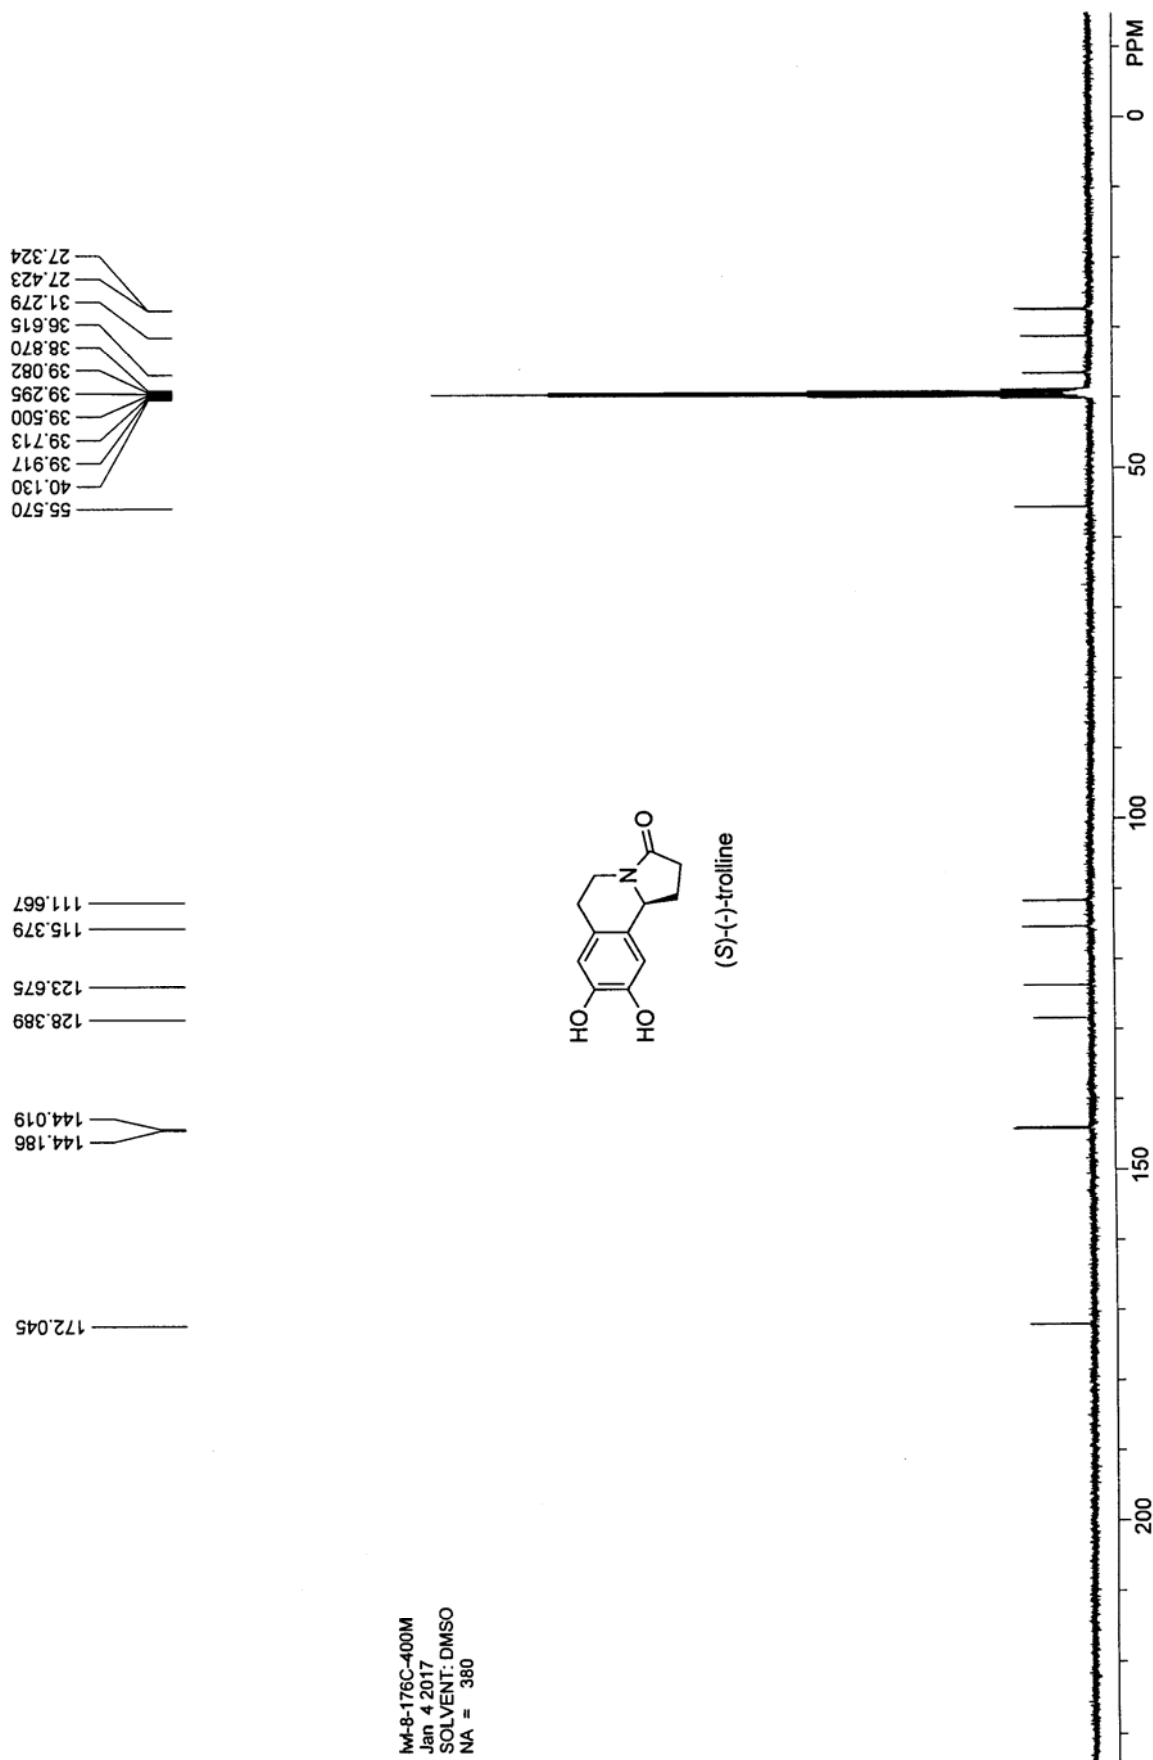 lwl-8-176C-400M
Jan 4 2017
SOLVENT: DMSO
NA = 380
172.045
144.186
144.019
128.389
123.675
115.379
111.667
55.570
40.130
39.917
39.713
39.500
39.295
39.082
38.870
36.615
31.279
27.423
27.324
HO
HO
N
O
(S)-(-)-trolline
200
150
100
50
0
PPM